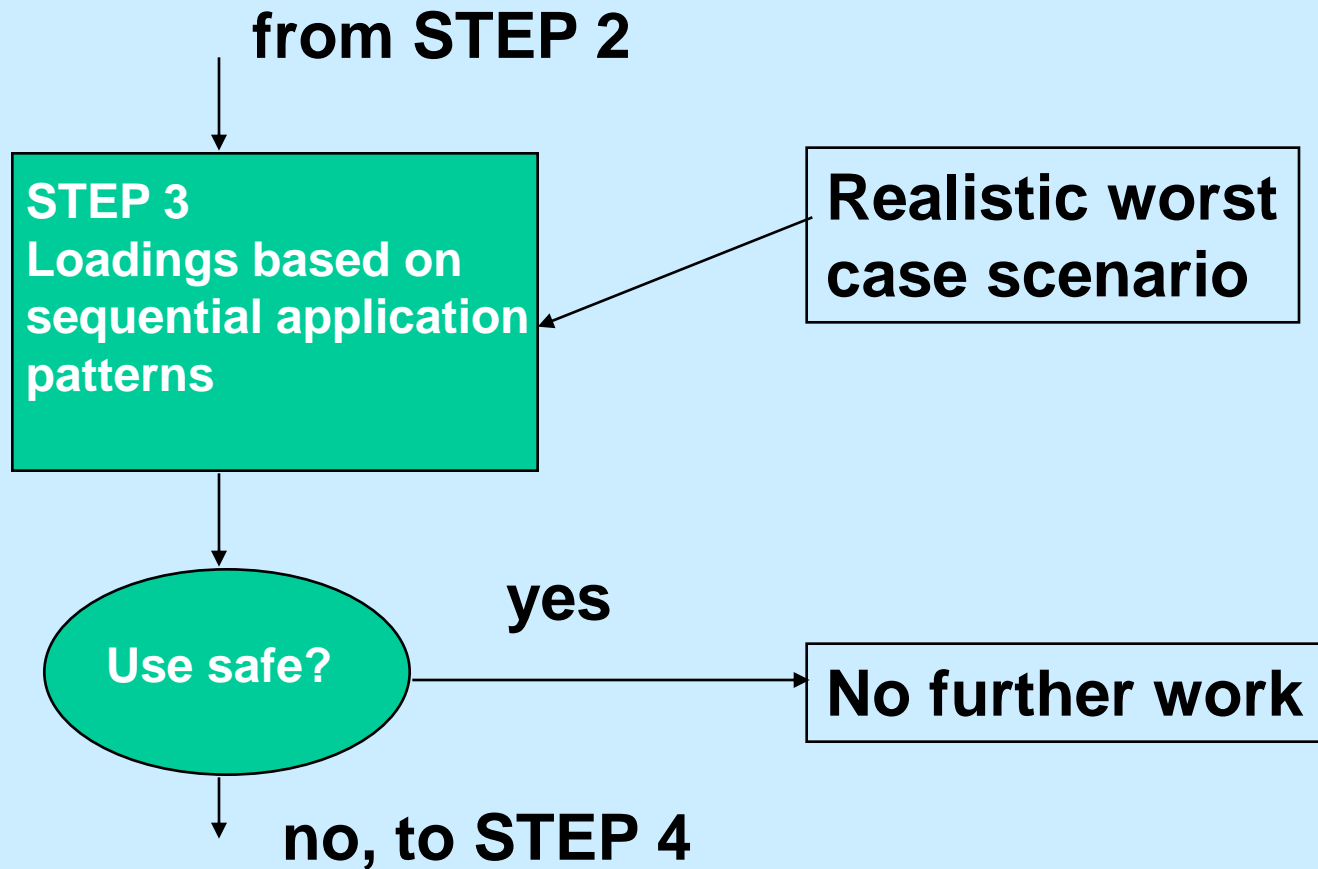 from STEP 2
STEP 3
Loadings based on
sequential application
patterns
Realistic worst
case scenario
Use safe?
yes
No further work
no, to STEP 4